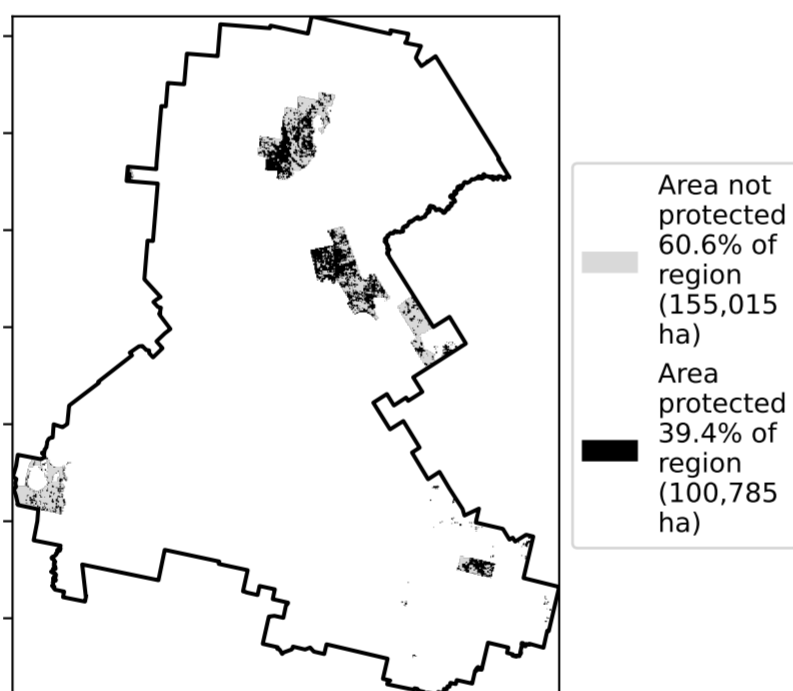 Area not
protected
60.6% of
region
(155,015
ha)
Area
protected
39.4% of
region
(100,785
ha)